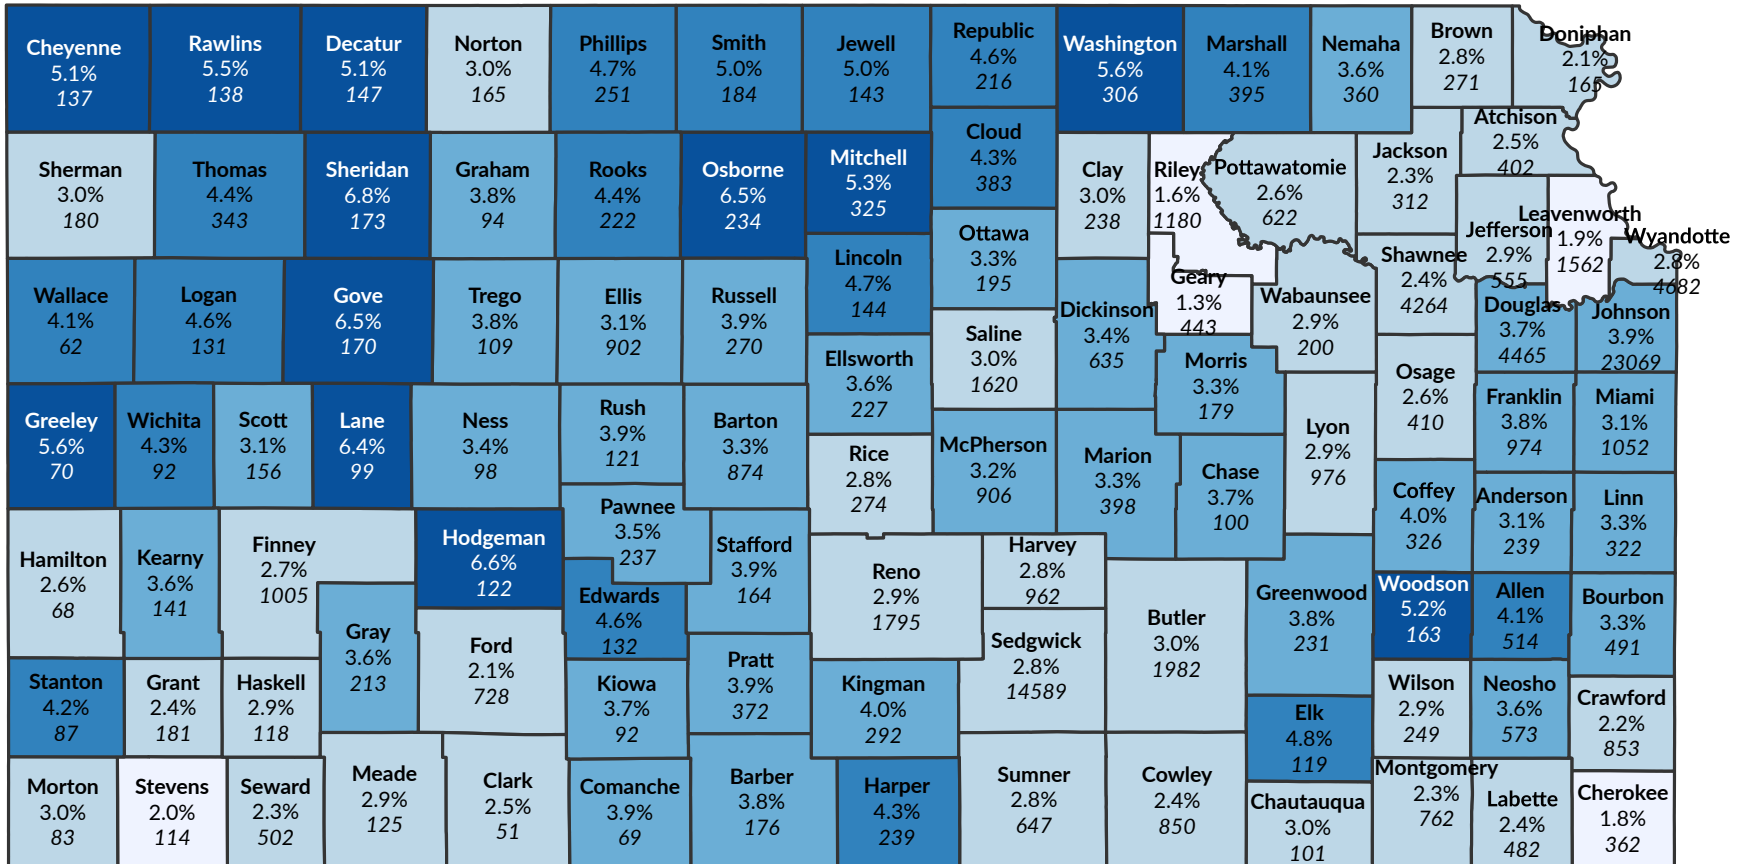 Cheyenne
5.1%
137
Rawlins
5.5%
138
Decatur
5.1%
147
Norton
3.0%
165
Phillips
4.7%
251
Smith
5.0%
184
Jewell
5.0%
143
Republic
4.6%
216
Washington
5.6%
306
Marshall
4.1%
395
Nemaha
3.6%
360
Brown
2.8%
271
Doniphan
2.1%
165
Sherman
3.0%
180
Thomas
4.4%
343
Sheridan
6.8%
173
Graham
3.8%
94
Rooks
4.4%
222
Osborne
6.5%
234
Mitchell
5.3%
325
Cloud
4.3%
383
Clay
3.0%
238
Riley
1.6%
1180
Pottawatomie
2.6%
622
Jackson
2.3%
312
Atchison
2.5%
402
Jefferson
2.9%
555
Leavenworth
1.9%
1562
Wyandotte
2.8%
4682
Wallace
4.1%
62
Logan
4.6%
131
Gove
6.5%
170
Trego
3.8%
109
Ellis
3.1%
902
Russell
3.9%
270
Lincoln
4.7%
144
Ottawa
3.3%
195
Saline
3.0%
1620
Dickinson
3.4%
635
Geary
1.3%
443
Wabaunsee
2.9%
200
Shawnee
2.4%
4264
Douglas
3.7%
4465
Johnson
3.9%
23069
Ellsworth
3.6%
227
Morris
3.3%
179
Osage
2.6%
410
Franklin
3.8%
974
Miami
3.1%
1052
Greeley
5.6%
70
Wichita
4.3%
92
Scott
3.1%
156
Lane
6.4%
99
Ness
3.4%
98
Rush
3.9%
121
Barton
3.3%
874
Rice
2.8%
274
McPherson
3.2%
906
Marion
3.3%
398
Chase
3.7%
100
Lyon
2.9%
976
Coffey
4.0%
326
Anderson
3.1%
239
Linn
3.3%
322
Hamilton
2.6%
68
Kearny
3.6%
141
Finney
2.7%
1005
Hodgeman
6.6%
122
Pawnee
3.5%
237
Stafford
3.9%
164
Edwards
4.6%
132
Reno
2.9%
1795
Harvey
2.8%
962
Butler
3.0%
1982
Greenwood
3.8%
231
Woodson
5.2%
163
Allen
4.1%
514
Bourbon
3.3%
491
Gray
3.6%
213
Ford
2.1%
728
Sedgwick
2.8%
14589
Stanton
4.2%
87
Grant
2.4%
181
Haskell
2.9%
118
Kiowa
3.7%
92
Pratt
3.9%
372
Kingman
4.0%
292
Elk
4.8%
119
Wilson
2.9%
249
Neosho
3.6%
573
Crawford
2.2%
853
Morton
3.0%
83
Stevens
2.0%
114
Seward
2.3%
502
Meade
2.9%
125
Clark
2.5%
51
Comanche
3.9%
69
Barber
3.8%
176
Harper
4.3%
239
Sumner
2.8%
647
Cowley
2.4%
850
Chautauqua
3.0%
101
Montgomery
2.3%
762
Labette
2.4%
482
Cherokee
1.8%
362